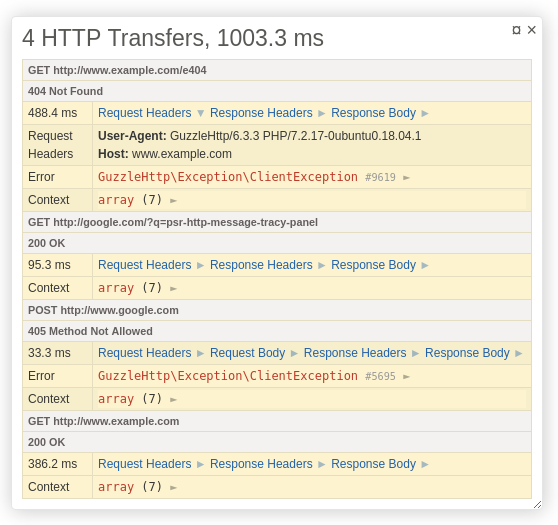 4 HTTP Transfers, 1003.3 ms
¤ ×
GET http://www.example.com/e404
404 Not Found
488.4 ms Request Headers ▼ Response Headers ► Response Body ►
Request Headers User-Agent: GuzzleHttp/6.3.3 PHP/7.2.17-0ubuntu0.18.04.1
Host: www.example.com
Error GuzzleHttp\Exception\ClientException #9619 ►
Context array (7) ►
GET http://google.com/?q=psr-http-message-tracy-panel
200 OK
95.3 ms Request Headers ► Response Headers ► Response Body ►
Context array (7) ►
POST http://www.google.com
405 Method Not Allowed
33.3 ms Request Headers ► Request Body ► Response Headers ► Response Body ►
Error GuzzleHttp\Exception\ClientException #5695 ►
Context array (7) ►
GET http://www.example.com
200 OK
386.2 ms Request Headers ► Response Headers ► Response Body ►
Context array (7) ►